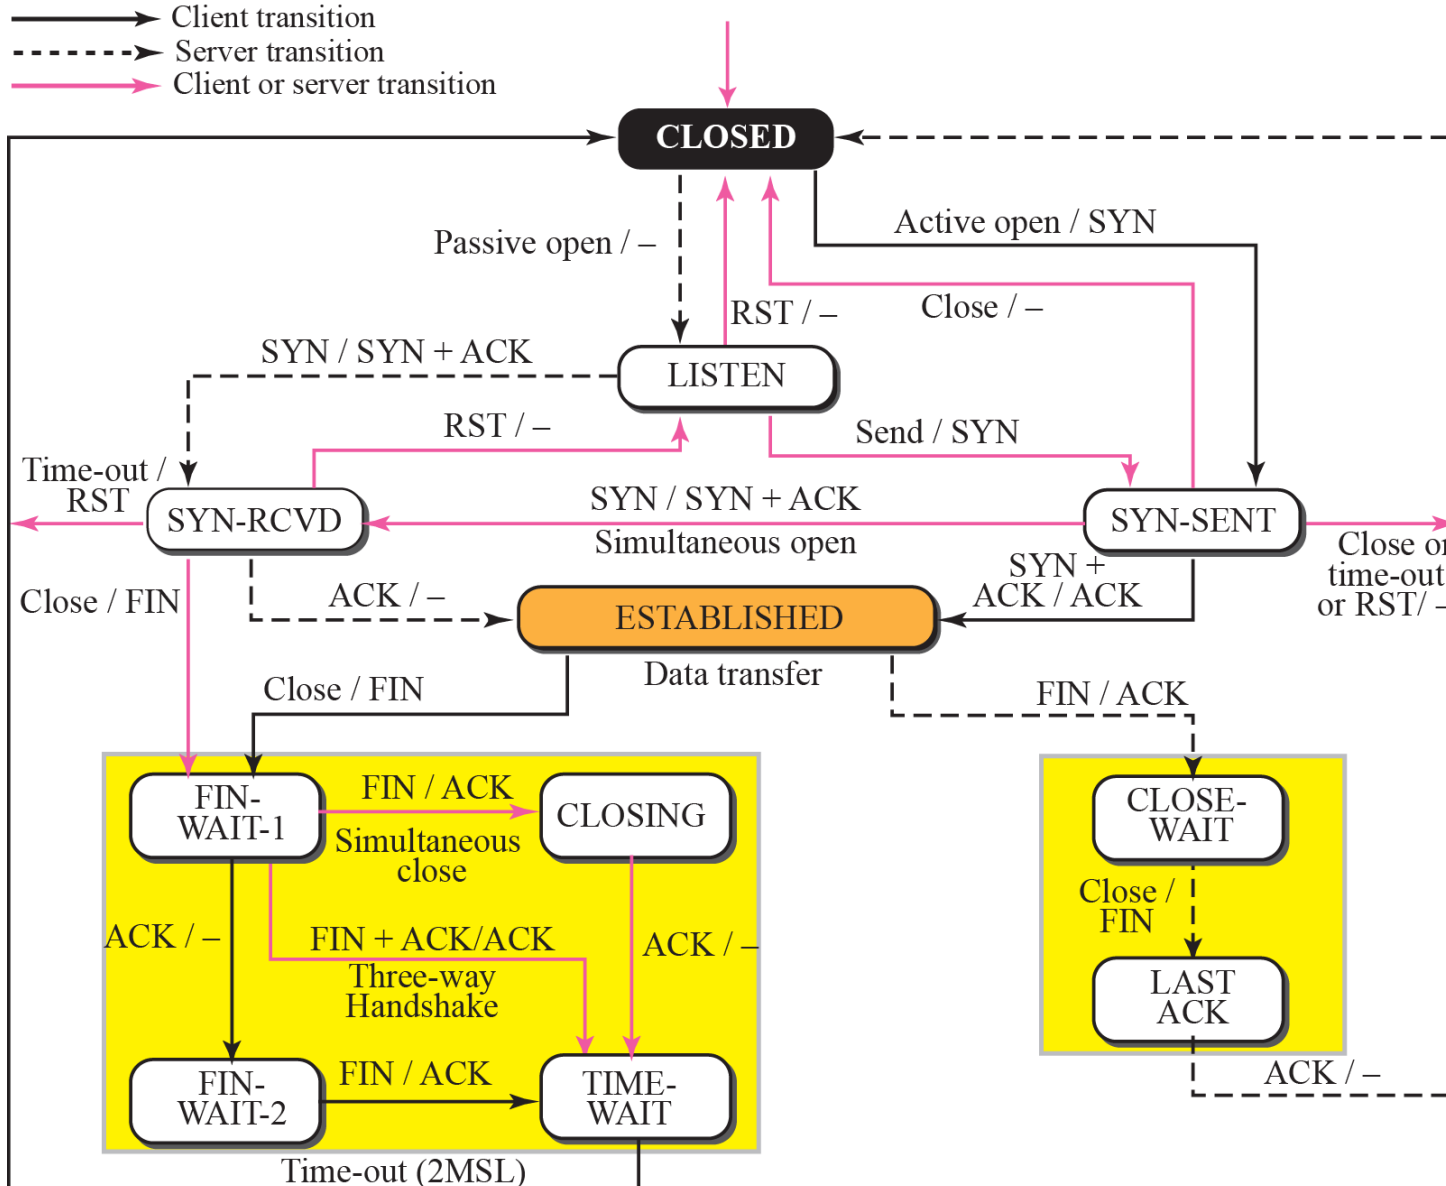 Client transition
Server transition
Client or server transition
CLOSED
Active open / SYN
Passive open / –
Close / –
RST / –
SYN / SYN + ACK
LISTEN
RST / –
Send / SYN
Time-out /
RST
SYN-RCVD
SYN / SYN + ACK
Simultaneous open
SYN-SENT
Close or
time-out
or RST/ –
Close / FIN
ACK / –
SYN +
ACK / ACK
ESTABLISHED
Data transfer
Close / FIN
FIN / ACK
FIN-
WAIT-1
FIN / ACK
Simultaneous
close
CLOSING
CLOSE-
WAIT
Close /
FIN
ACK / –
FIN + ACK/ACK
Three-way
Handshake
ACK / –
LAST
ACK
FIN-
WAIT-2
FIN / ACK
TIME-
WAIT
ACK / –
Time-out (2MSL)